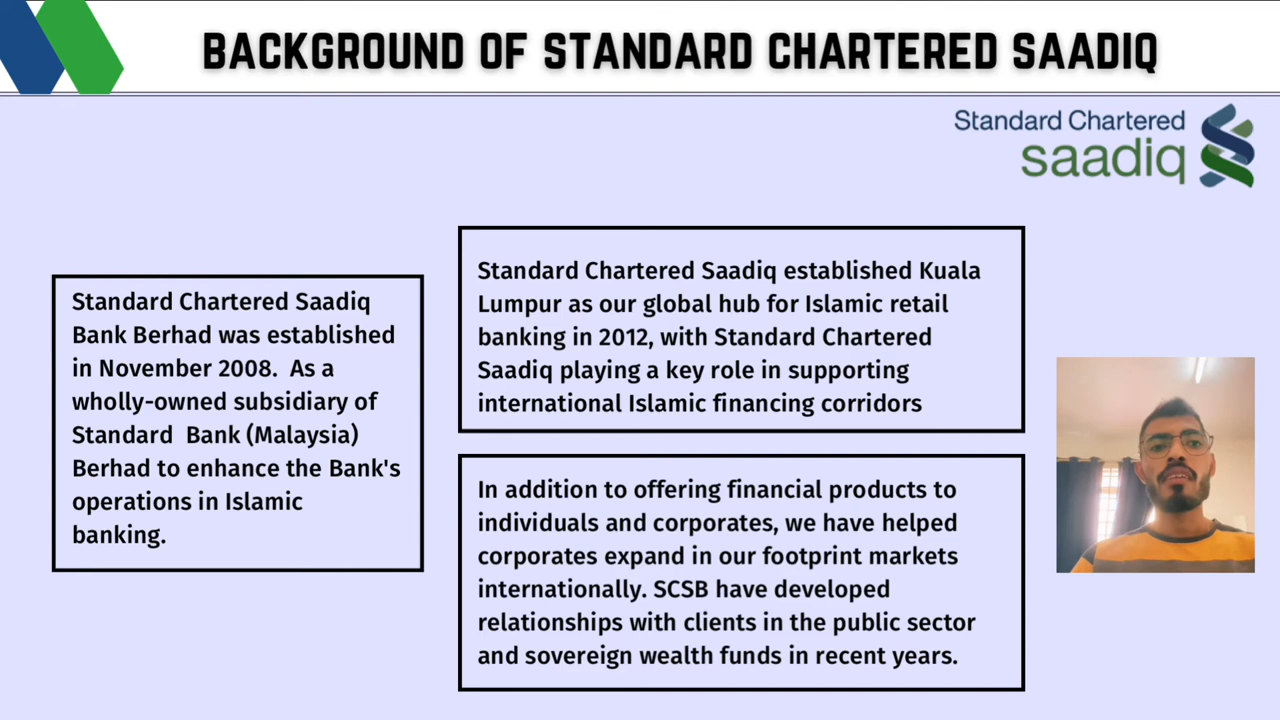 BACKGROUND OF STANDARD CHARTERED SAADIQ
Standard Chartered
saadiq
Standard Chartered Saadiq
Bank Berhad was established
in November 2008.  As a
wholly-owned subsidiary of
Standard  Bank (Malaysia)
Berhad to enhance the Bank's
operations in Islamic
banking.
Standard Chartered Saadiq established Kuala
Lumpur as our global hub for Islamic retail
banking in 2012, with Standard Chartered
Saadiq playing a key role in supporting
international Islamic financing corridors
In addition to offering financial products to
individuals and corporates, we have helped
corporates expand in our footprint markets
internationally. SCSB have developed
relationships with clients in the public sector
and sovereign wealth funds in recent years.